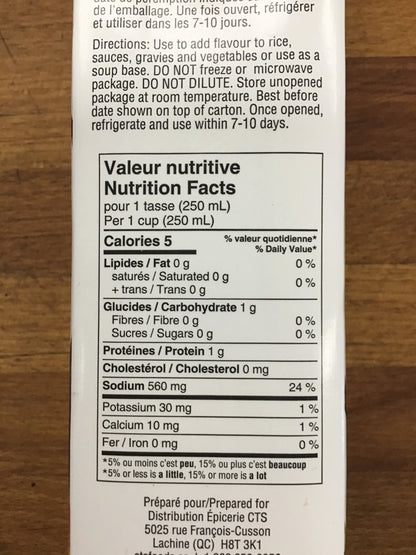 de l'emballage. Une fois ouvert, réfrigérer
et utiliser dans les 7-10 jours.
Directions: Use to add flavour to rice,
sauces, gravies and vegetables or use as a
soup base. DO NOT freeze or microwave
package. DO NOT DILUTE. Store unopened
package at room temperature. Best before
date shown on top of carton. Once opened,
refrigerate and use within 7-10 days.
Valeur nutritive
Nutrition Facts
pour 1 tasse (250 mL)
Per 1 cup (250 mL)
Calories 5 % valeur quotidienne*
% Daily Value*
Lipides / Fat 0 g 0 %
saturés / Saturated 0 g
+ trans / Trans 0 g 0 %
Glucides / Carbohydrate 1 g
Fibres / Fibre 0 g 0 %
Sucres / Sugars 0 g 0 %
Protéines / Protein 1 g
Cholestérol / Cholesterol 0 mg
Sodium 560 mg 24 %
Potassium 30 mg 1 %
Calcium 10 mg 1 %
Fer / Iron 0 mg 0 %
*5% ou moins c'est peu, 15% ou plus c'est beaucoup
*5% or less is a little, 15% or more is a lot
Préparé pour/Prepared for
Distribution Épicerie CTS
5025 rue François-Cusson
Lachine (QC) H8T 3K1